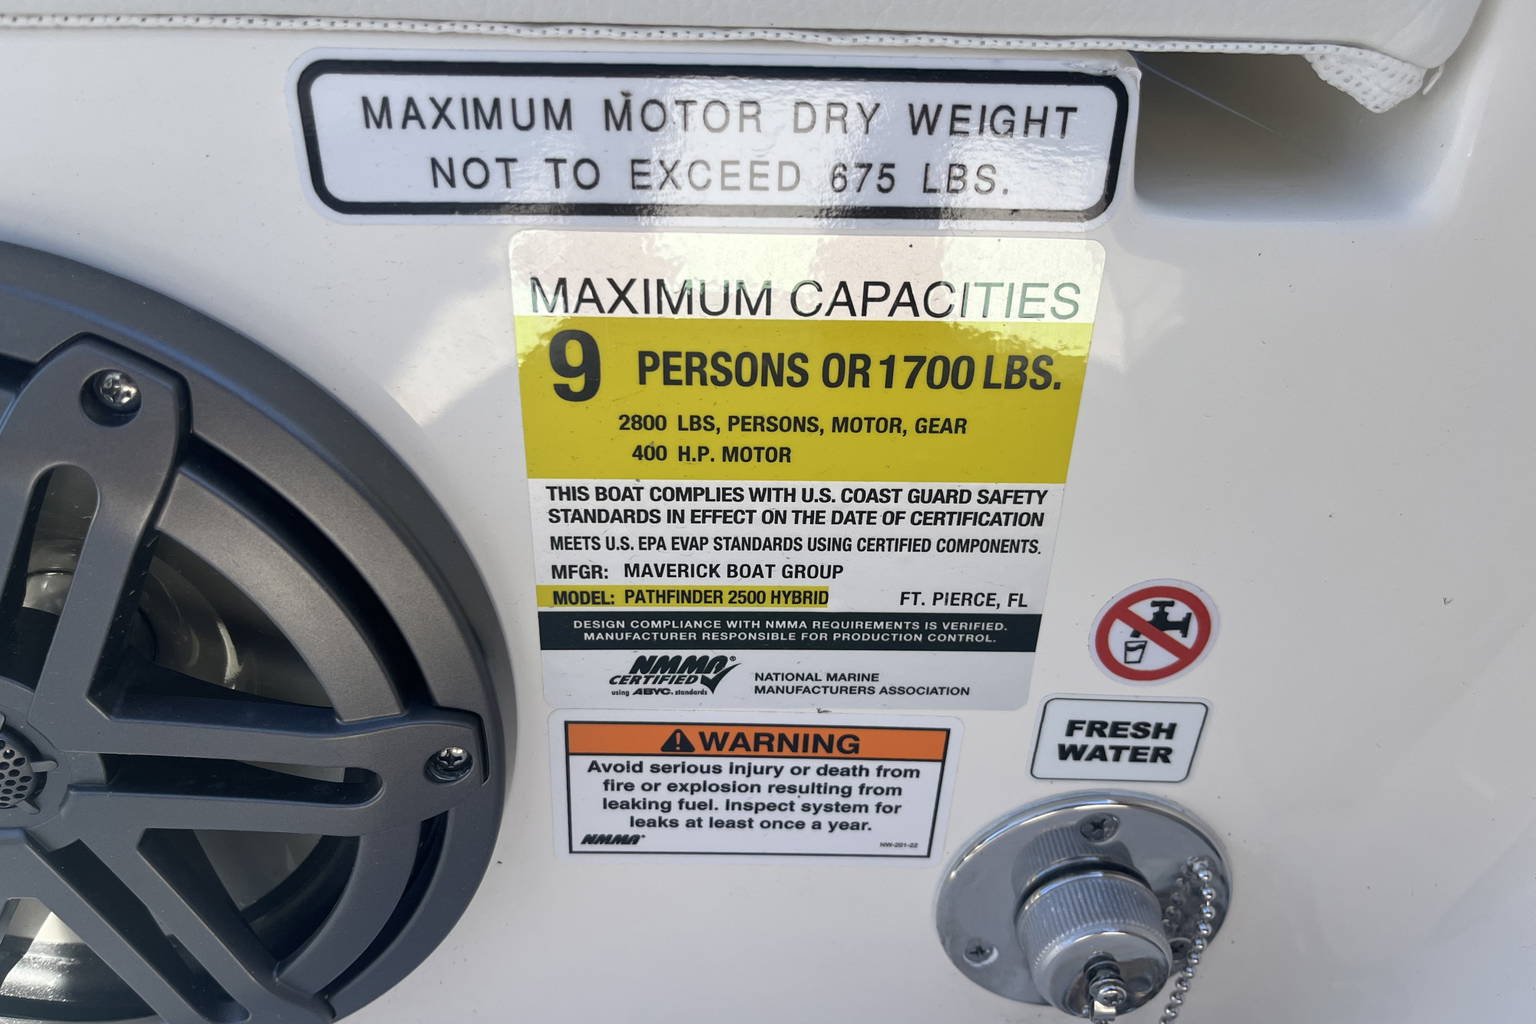 MAXIMUM MOTOR DRY WEIGHT
NOT TO EXCEED 675 LBS.
MAXIMUM CAPACITIES
9 PERSONS OR 1700 LBS.
2800 LBS, PERSONS, MOTOR, GEAR
400 H.P. MOTOR
THIS BOAT COMPLIES WITH U.S. COAST GUARD SAFETY
STANDARDS IN EFFECT ON THE DATE OF CERTIFICATION
MEETS U.S. EPA EVAP STANDARDS USING CERTIFIED COMPONENTS.
MFGR: MAVERICK BOAT GROUP
MODEL: PATHFINDER 2500 HYBRID FT. PIERCE, FL
DESIGN COMPLIANCE WITH NMMA REQUIREMENTS IS VERIFIED.
MANUFACTURER RESPONSIBLE FOR PRODUCTION CONTROL.
NMMA®
CERTIFIED
using ABYC. standards
NATIONAL MARINE
MANUFACTURERS ASSOCIATION
WARNING
Avoid serious injury or death from
fire or explosion resulting from
leaking fuel. Inspect system for
leaks at least once a year.
NMMA®
NW-201-22
FRESH
WATER